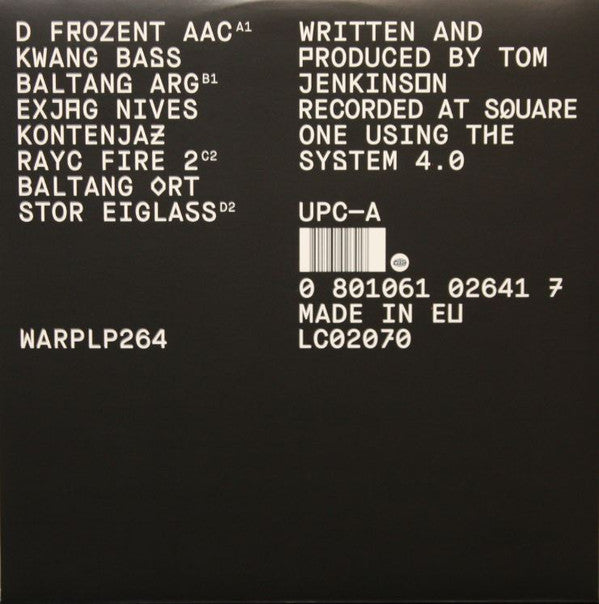 D FROZENT AAC A1
KWANG BASS
BALTANG ARG B1
EXJAG NIVES
KONTENJAZ
RAYC FIRE 2 C2
BALTANG ORT
STOR EIGLASS D2
WARPLP264
WRITTEN AND
PRODUCED BY TOM
JENKINSON
RECORDED AT SQUARE
ONE USING THE
SYSTEM 4.0
UPC–A
0 801061 02641 7
MADE IN EU
LC02070